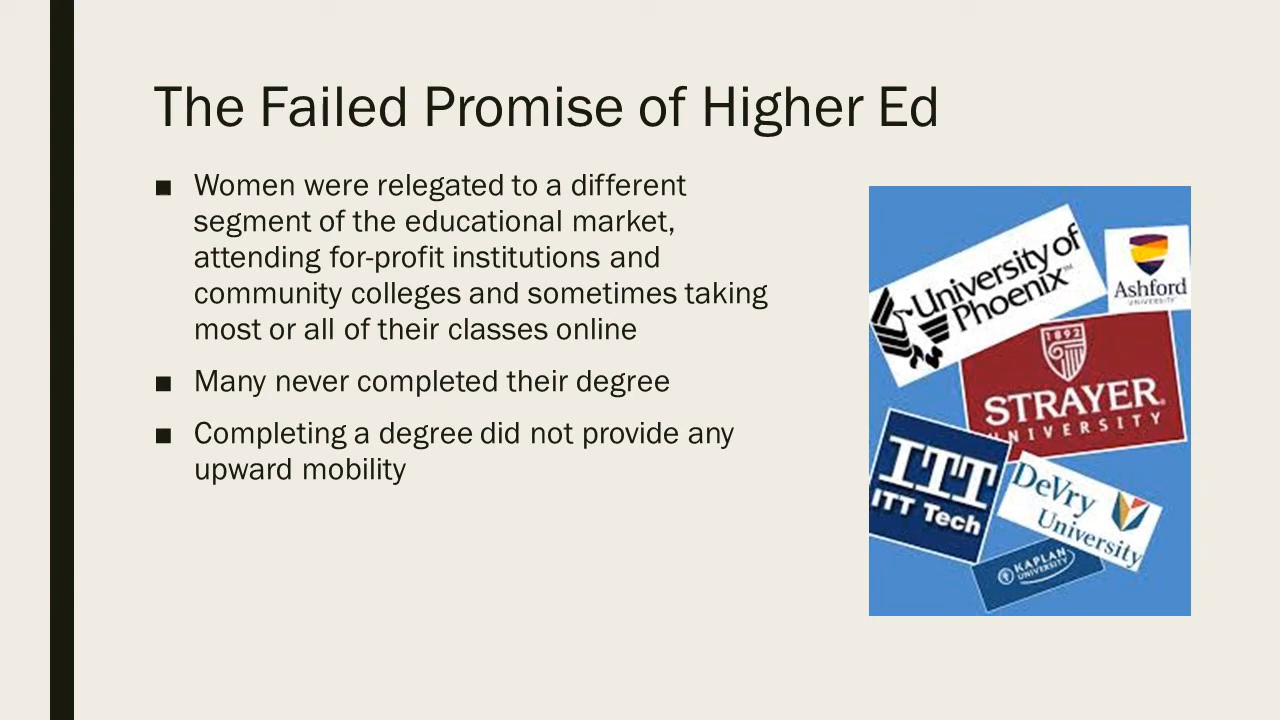 The Failed Promise of Higher Ed
■ Women were relegated to a different
segment of the educational market,
attending for-profit institutions and
community colleges and sometimes taking
most or all of their classes online
■ Many never completed their degree
■ Completing a degree did not provide any
upward mobility
University of
Phoenix™
Ashford
UNIVERSITY
1892
STRAYER
UNIVERSITY
ITT
ITT Tech
DeVry
University
KAPLAN
UNIVERSITY